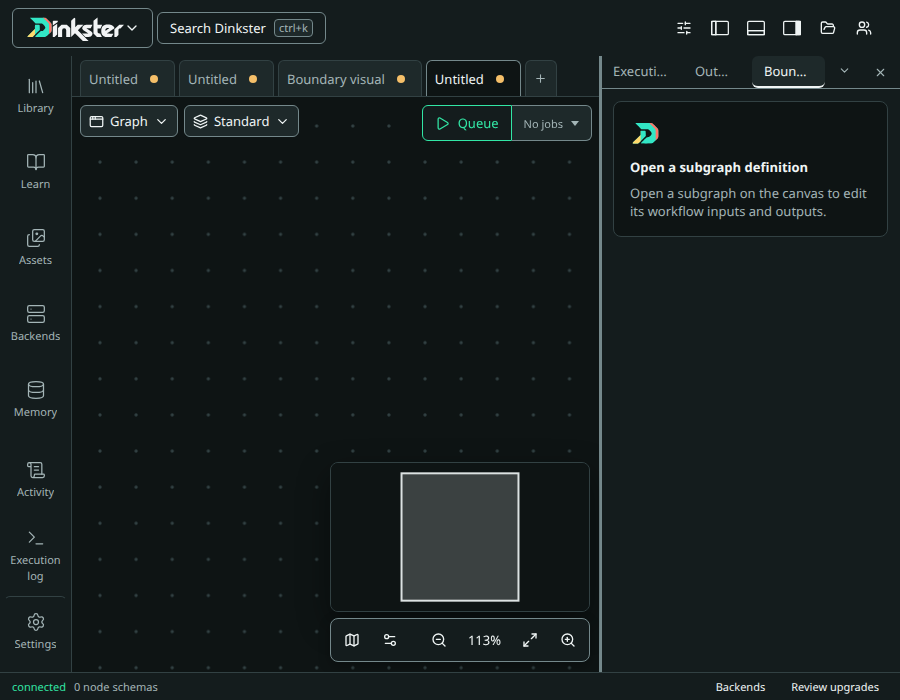 Dinkster
Search Dinkster ctrl+k
Untitled
Untitled
Boundary visual
Untitled
Executi...
Out...
Boun...
Library
Learn
Assets
Backends
Memory
Activity
Execution
log
Settings
Graph
Standard
Queue
No jobs
Open a subgraph definition
Open a subgraph on the canvas to edit
its workflow inputs and outputs.
113%
connected 0 node schemas
Backends
Review upgrades